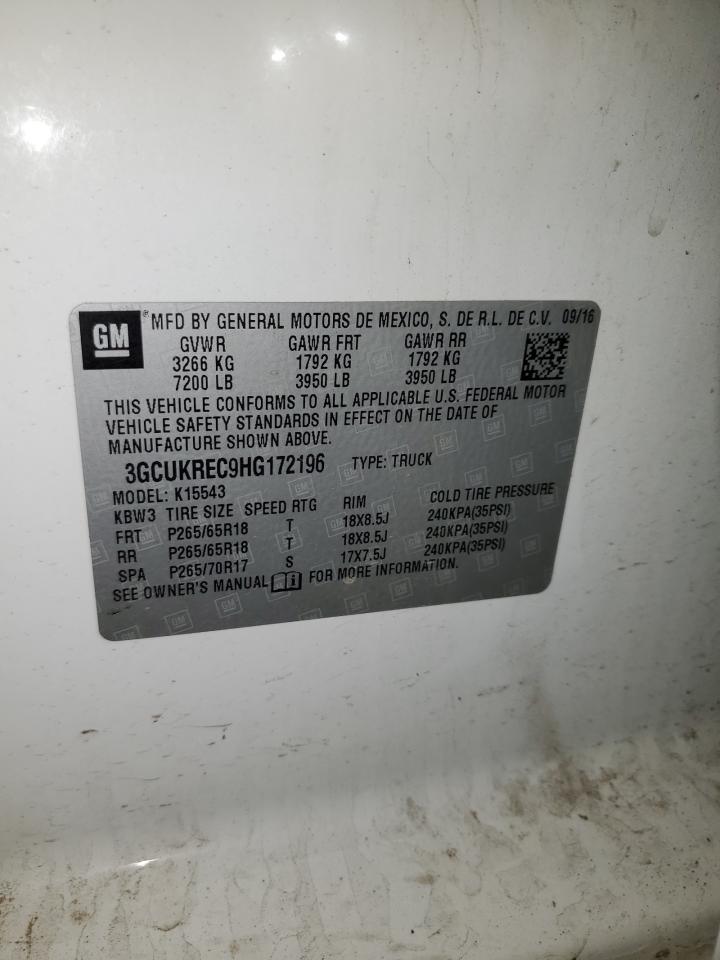 GM ® MFD BY GENERAL MOTORS DE MEXICO, S. DE R.L. DE C.V. 09/16
GVWR GAWR FRT GAWR RR
3266 KG 1792 KG 1792 KG
7200 LB 3950 LB 3950 LB
THIS VEHICLE CONFORMS TO ALL APPLICABLE U.S. FEDERAL MOTOR
VEHICLE SAFETY STANDARDS IN EFFECT ON THE DATE OF
MANUFACTURE SHOWN ABOVE.
3GCUKREC9HG172196 TYPE: TRUCK
MODEL: K15543
KBW3 TIRE SIZE SPEED RTG RIM COLD TIRE PRESSURE
FRT P265/65R18 T 18X8.5J 240KPA(35PSI)
RR P265/65R18 T 18X8.5J 240KPA(35PSI)
SPA P265/70R17 S 17X7.5J 240KPA(35PSI)
SEE OWNER'S MANUAL FOR MORE INFORMATION.